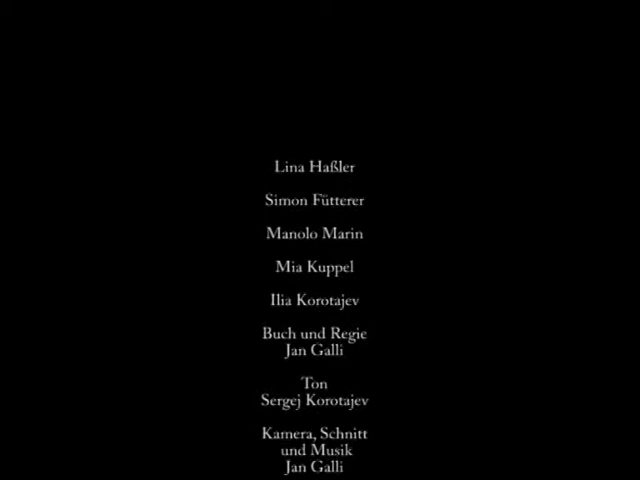 Lina Haßler
Simon Fütterer
Manolo Marin
Mia Kuppel
Ilia Korotajev
Buch und Regie
Jan Galli
Ton
Sergej Korotajev
Kamera, Schnitt
und Musik
Jan Galli